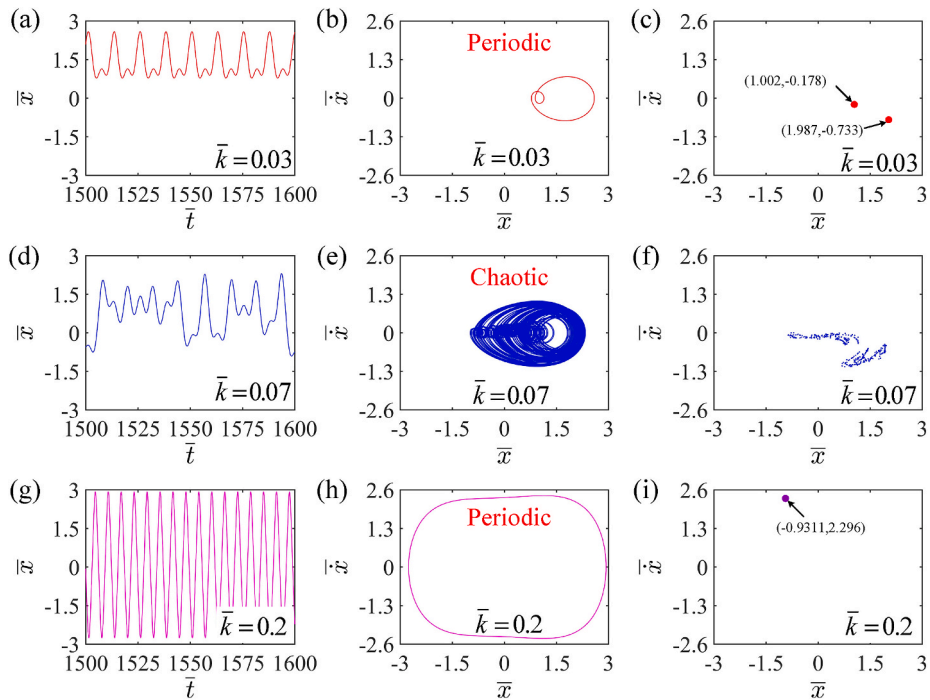 (a)
3
1.5
0
-1.5
-3
x̅
k̅=0.03
1500 1525 1550 1575 1600
t̅
(b)
2.6
1.3
0
-1.3
-2.6
ẋ̅
Periodic
k̅=0.03
-3 -1.5 0 1.5 3
x̅
(c)
2.6
1.3
0
-1.3
-2.6
ẋ̅
(1.002,-0.178)
(1.987,-0.733)
k̅=0.03
-3 -1.5 0 1.5 3
x̅
(d)
3
1.5
0
-1.5
-3
x̅
k̅=0.07
1500 1525 1550 1575 1600
t̅
(e)
2.6
1.3
0
-1.3
-2.6
ẋ̅
Chaotic
k̅=0.07
-3 -1.5 0 1.5 3
x̅
(f)
2.6
1.3
0
-1.3
-2.6
ẋ̅
k̅=0.07
-3 -1.5 0 1.5 3
x̅
(g)
3
1.5
0
-1.5
-3
x̅
k̅=0.2
1500 1525 1550 1575 1600
t̅
(h)
2.6
1.3
0
-1.3
-2.6
ẋ̅
Periodic
k̅=0.2
-3 -1.5 0 1.5 3
x̅
(i)
2.6
1.3
0
-1.3
-2.6
ẋ̅
(-0.9311,2.296)
k̅=0.2
-3 -1.5 0 1.5 3
x̅